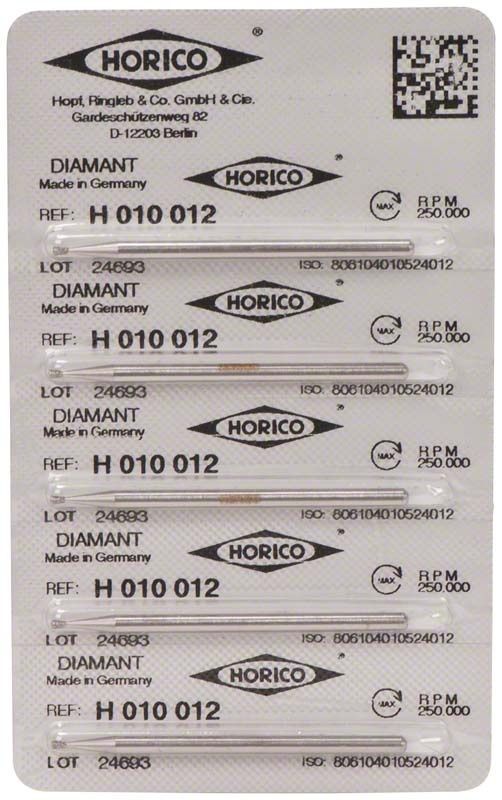 HORICO ®
Hopf, Ringleb & Co. GmbH & Cie.
Gardeschützenweg 82
D-12203 Berlin
DIAMANT
Made in Germany
HORICO ®
REF: H 010 012
MAX
RPM
250.000
LOT 24693
ISO: 806104010524012
DIAMANT
Made in Germany
HORICO ®
REF: H 010 012
MAX
RPM
250.000
LOT 24693
ISO: 806104010524012
DIAMANT
Made in Germany
HORICO ®
REF: H 010 012
MAX
RPM
250.000
LOT 24693
ISO: 806104010524012
DIAMANT
Made in Germany
HORICO ®
REF: H 010 012
MAX
RPM
250.000
LOT 24693
ISO: 806104010524012
DIAMANT
Made in Germany
HORICO ®
REF: H 010 012
MAX
RPM
250.000
LOT 24693
ISO: 806104010524012